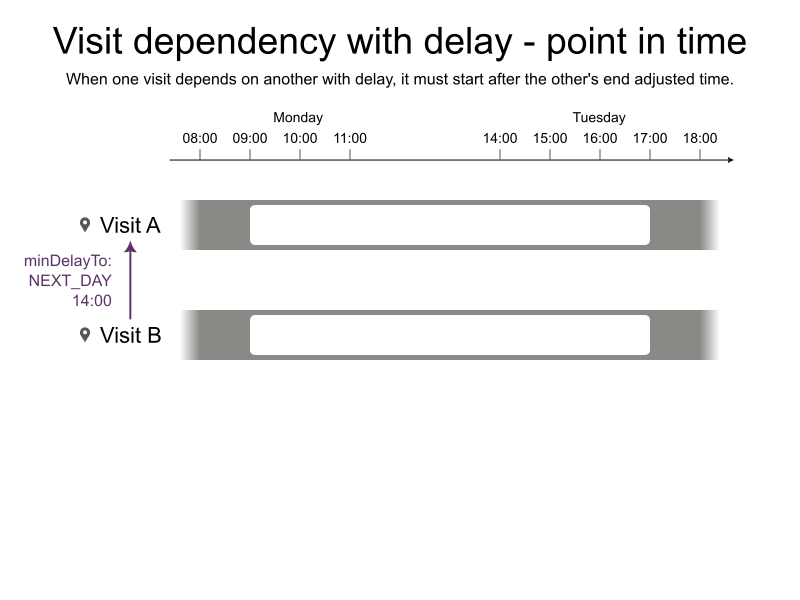 Visit dependency with delay - point in time
When one visit depends on another with delay, it must start after the other's end adjusted time.
Monday Tuesday
08:00 09:00 10:00 11:00 14:00 15:00 16:00 17:00 18:00
Visit A
minDelayTo:
NEXT_DAY
14:00
Visit B